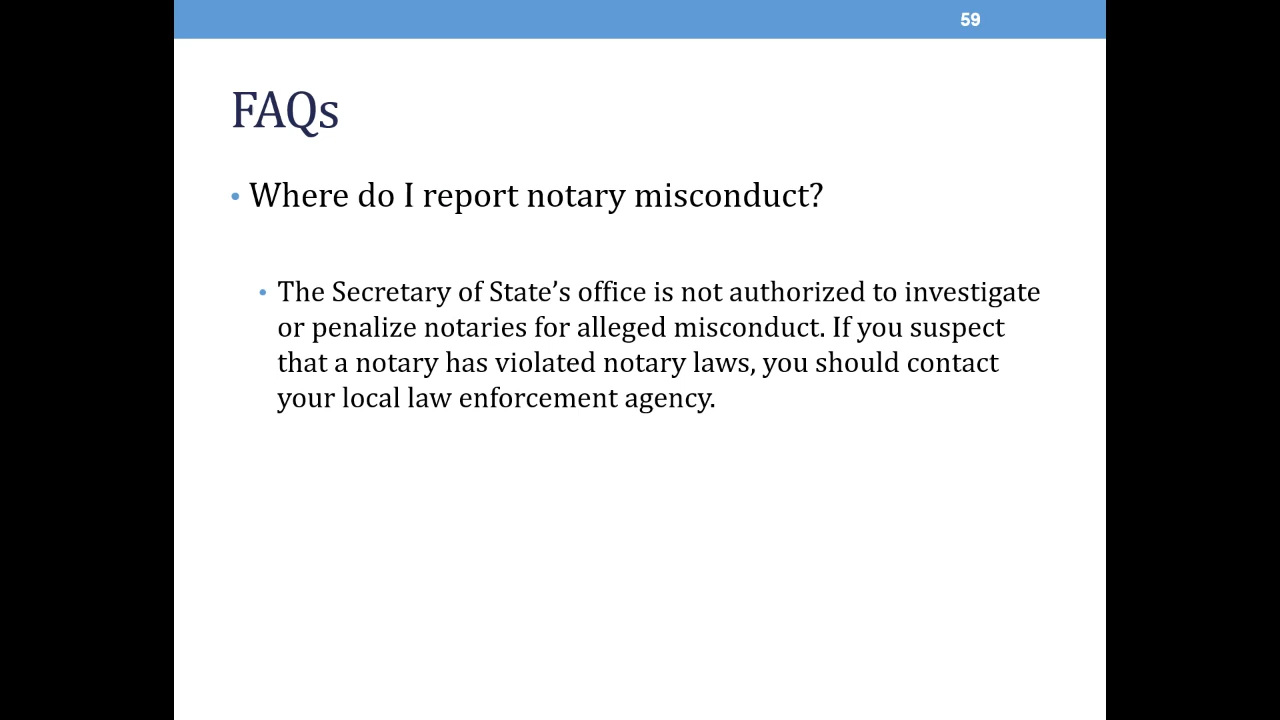 59
FAQs
• Where do I report notary misconduct?
• The Secretary of State’s office is not authorized to investigate
or penalize notaries for alleged misconduct. If you suspect
that a notary has violated notary laws, you should contact
your local law enforcement agency.